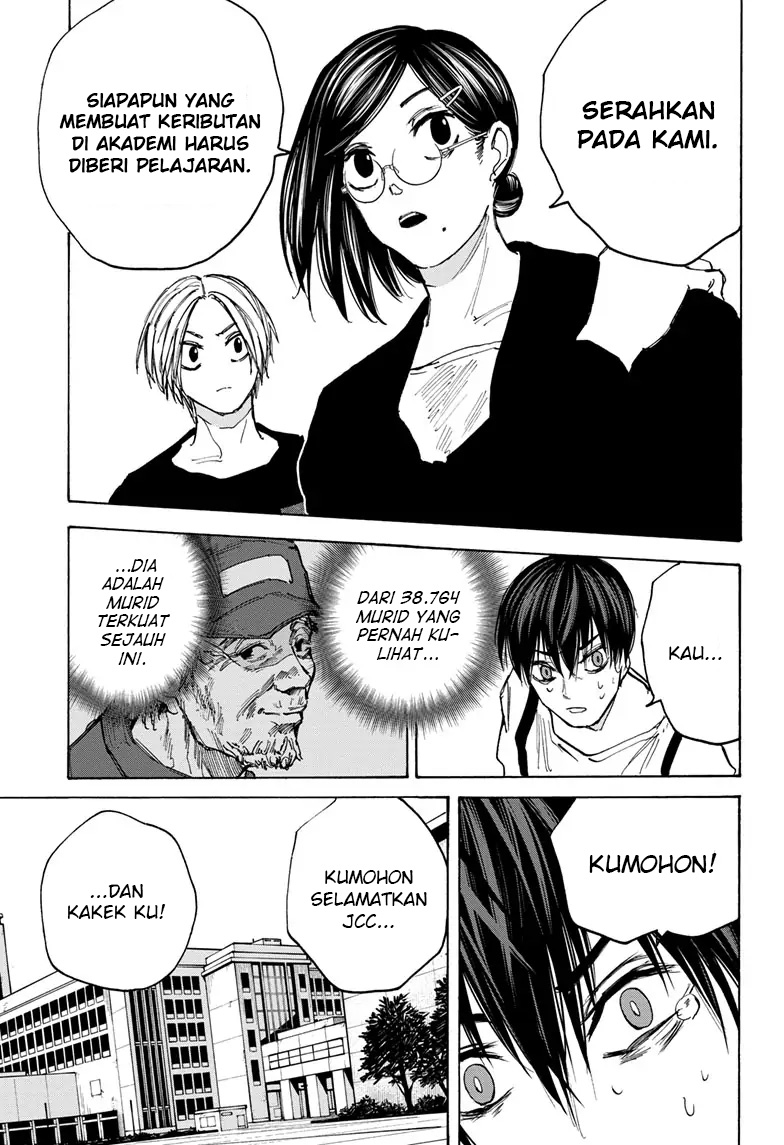 SERAHKAN
PADA KAMI.
SIAPAPUN YANG
MEMBUAT KERIBUTAN
DI AKADEMI HARUS
DIBERI PELAJARAN.
KAU...
DARI 38.764
MURID YANG
PERNAH KU-
LIHAT...
...DIA
ADALAH
MURID
TERKUAT
SEJAUH
INI.
KUMOHON!
KUMOHON
SELAMATKAN
JCC...
...DAN
KAKEK KU!